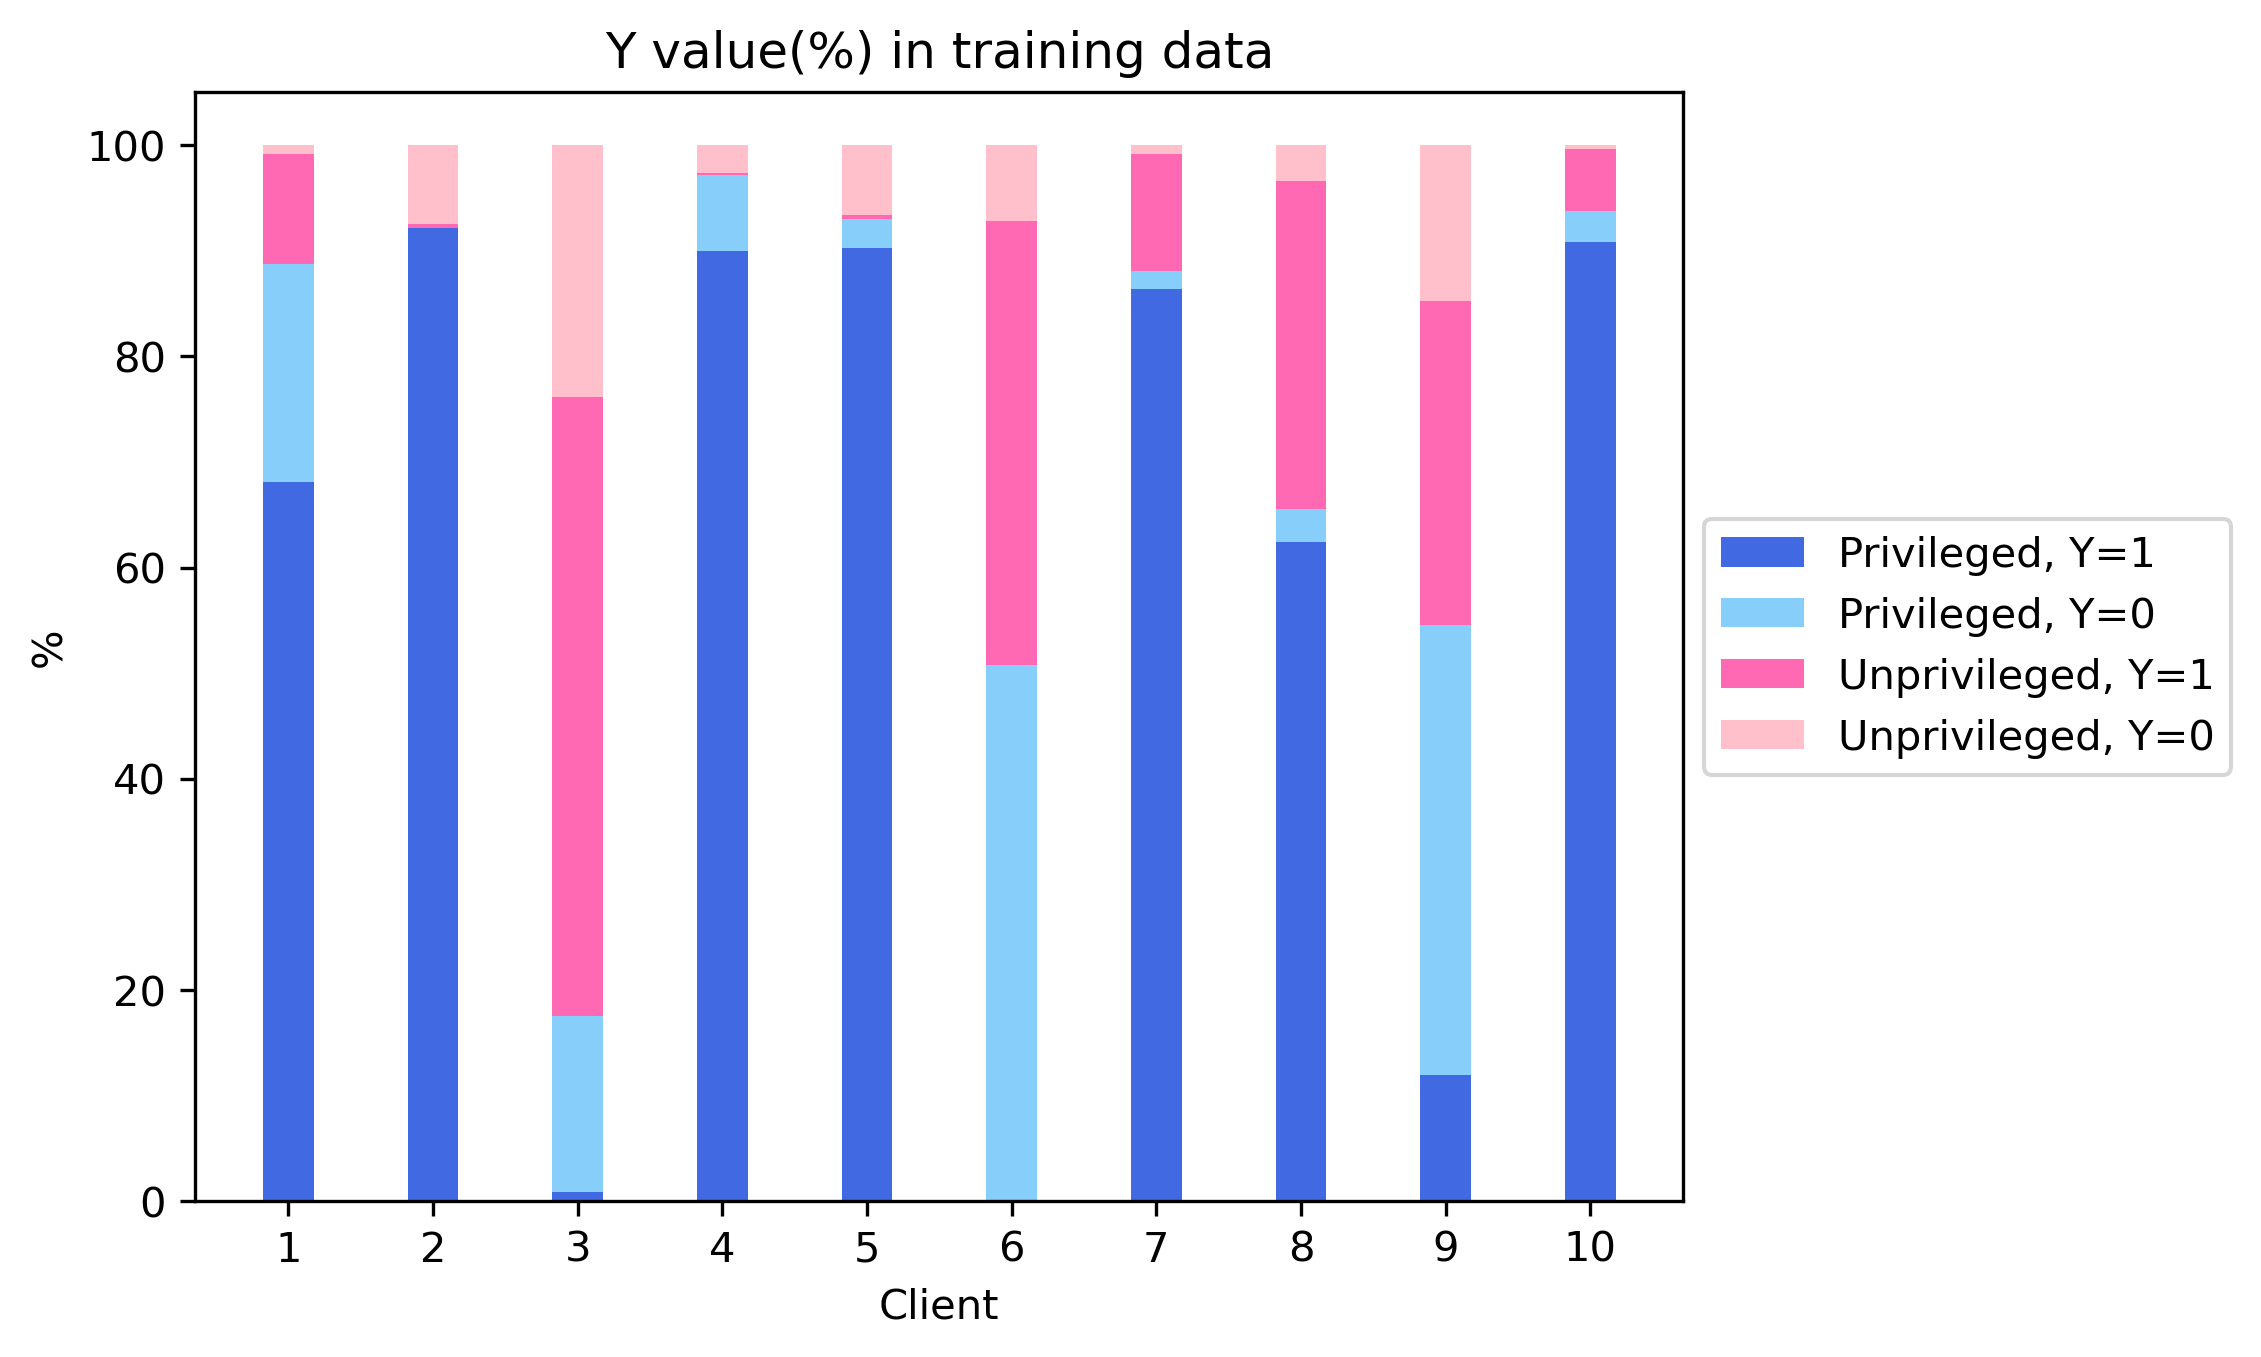 Y value(%) in training data
100
80
60
40
20
0
%
1 2 3 4 5 6 7 8 9 10
Client
Privileged, Y=1
Privileged, Y=0
Unprivileged, Y=1
Unprivileged, Y=0